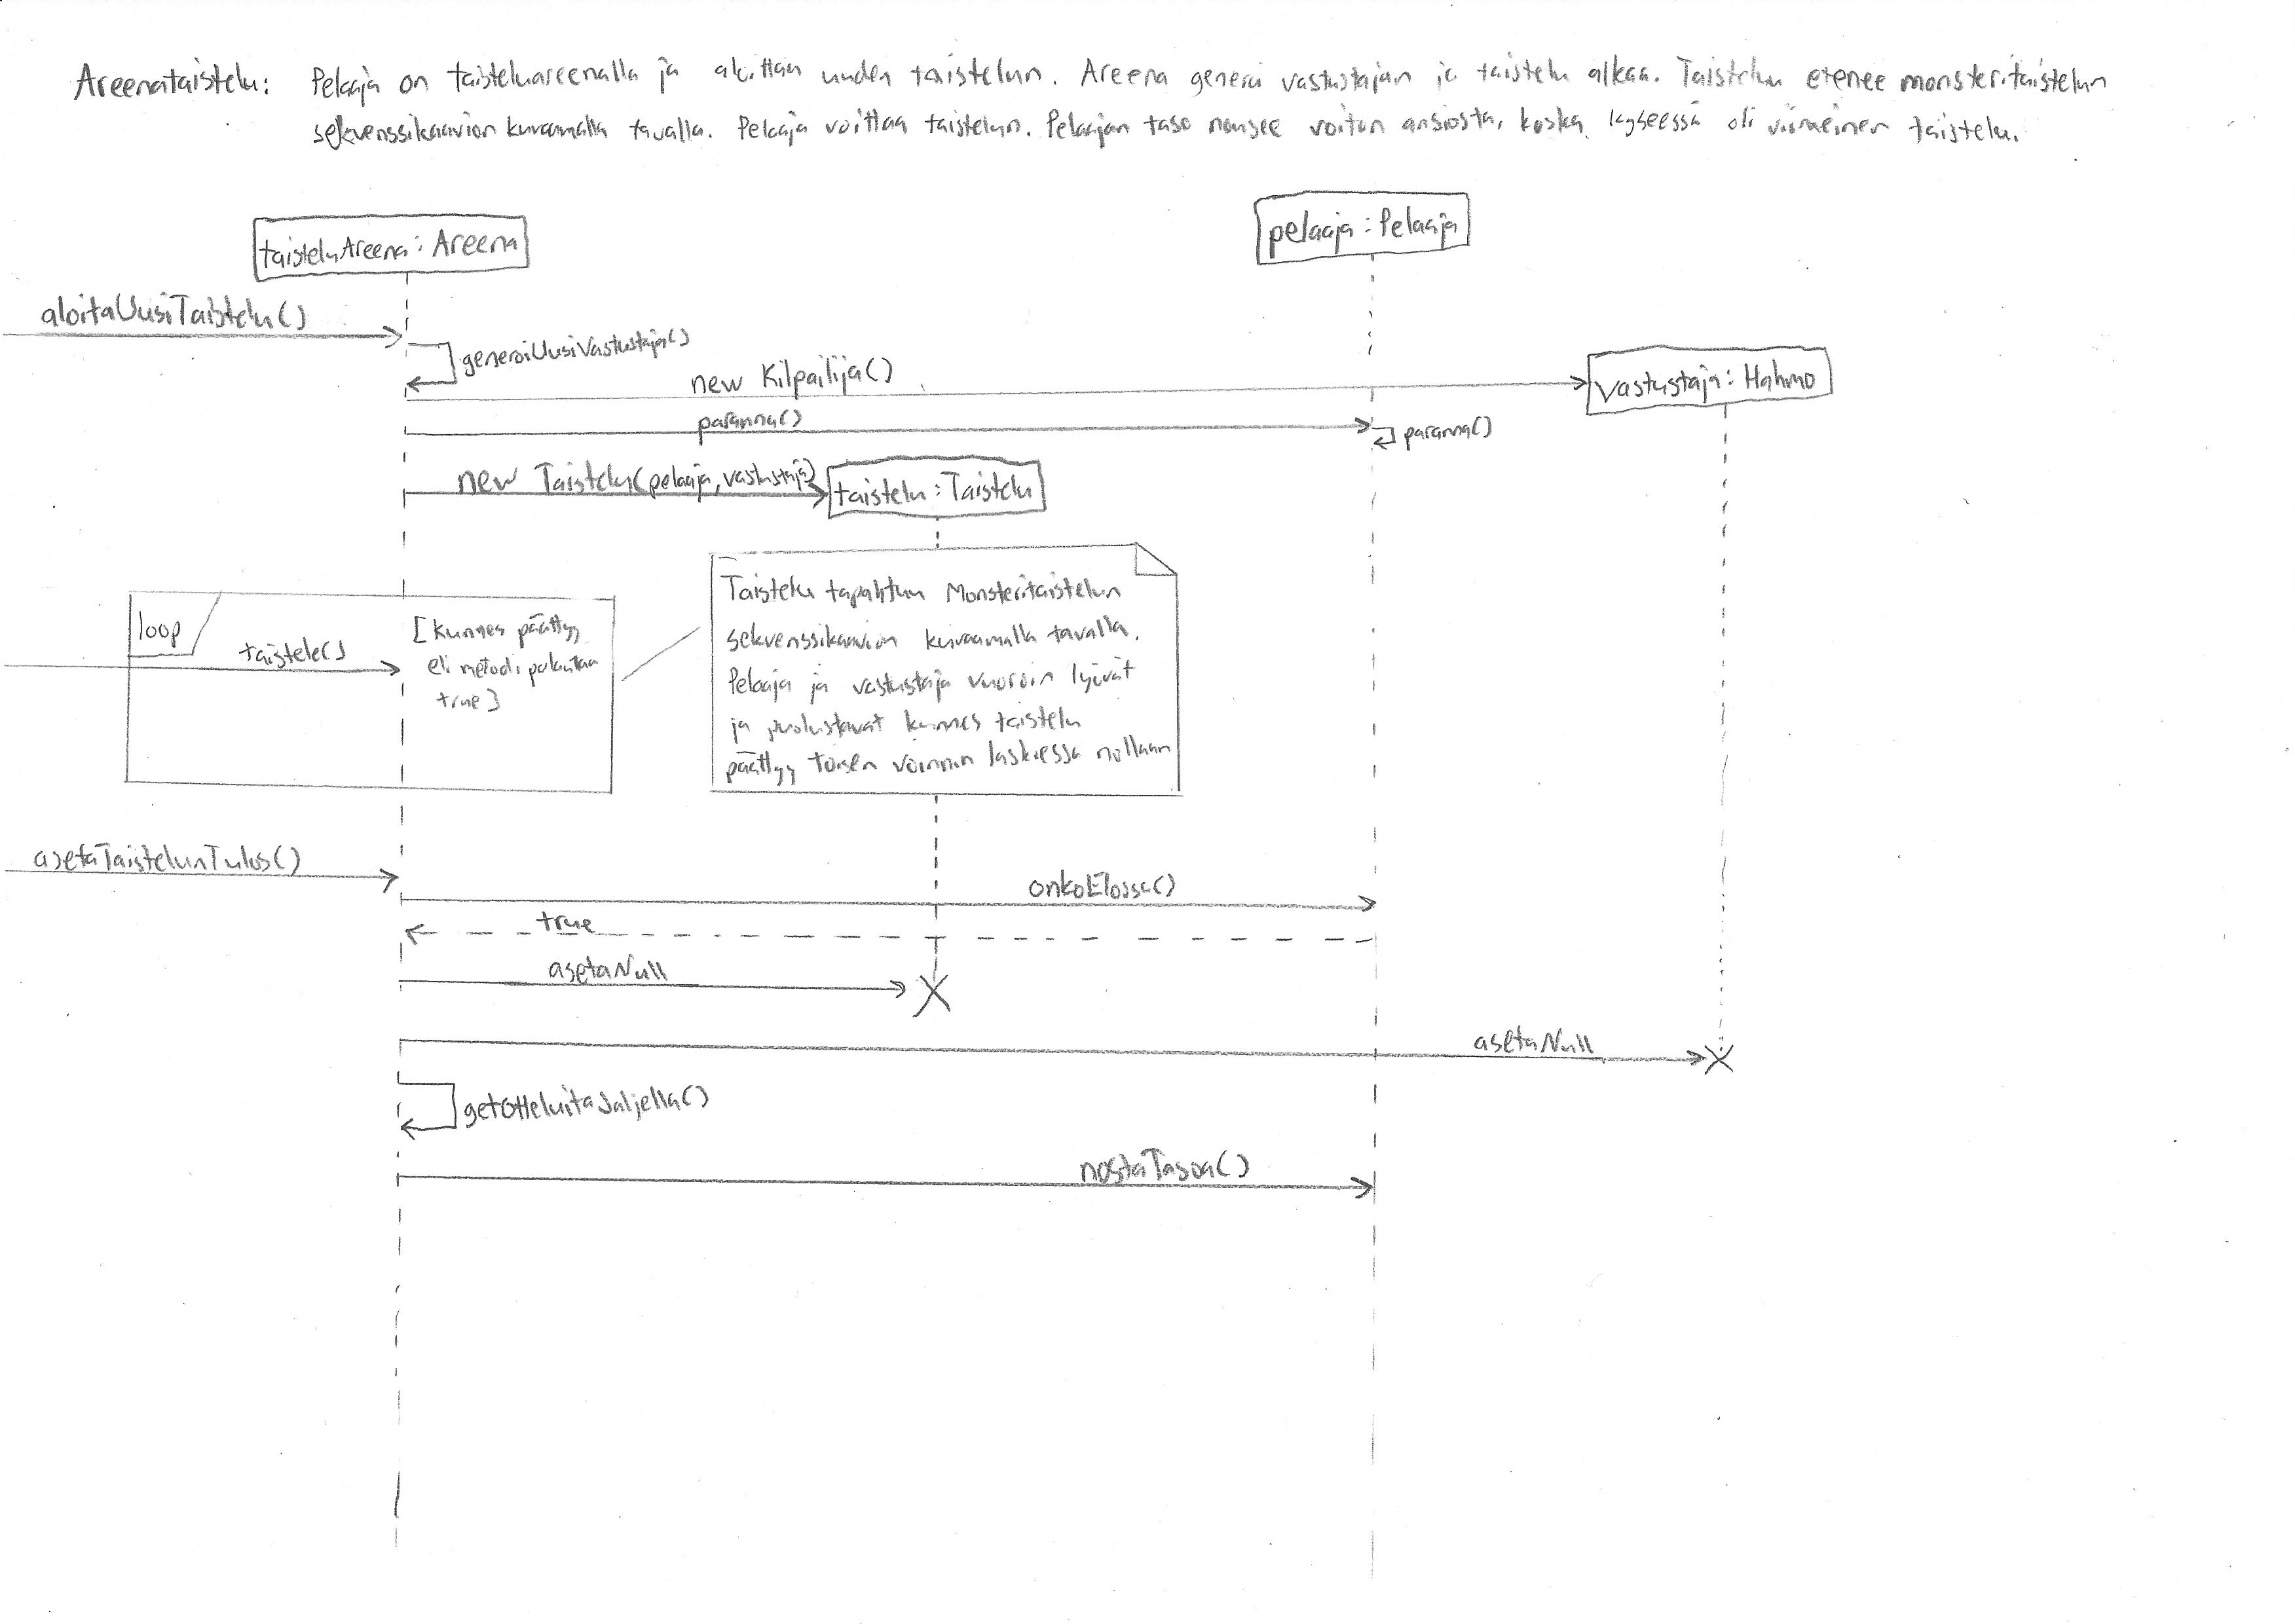 Areenataistelu: Pelaaja on taisteluareenalla ja aloittaa uuden taistelun. Areena generoi vastustajan ja taistelu alkaa. Taistelu etenee monsteritaistelun
sekvenssikaavion kuvaamalla tavalla. Pelaaja voittaa taistelun. Pelaajan taso nousee voiton ansiosta, koska kyseessä oli viimeinen taistelu.
pelaaja : Pelaaja
taisteluAreena : Areena
aloitaUusiTaistelu()
generoiUusiVastustaja()
new Kilpailija()
vastustaja : Hahmo
paranna()
paranna()
new Taistelu(pelaaja, vastustaja)
taistelu : Taistelu
loop
taistele()
[kunnes päättyy
eli metodi palauttaa
true]
Taistelu tapahtuu Monsteritaistelun
sekvenssikaavion kuvaamalla tavalla.
Pelaaja ja vastustaja vuoroin lyövät
ja puolustavat kunnes taistelu
päättyy toisen voinnin laskiessa nollaan
asetaTaistelunTulos()
onkoElossa()
true
asetaNull
asetaNull
getOtteluitaJaljella()
nostaTasoa()